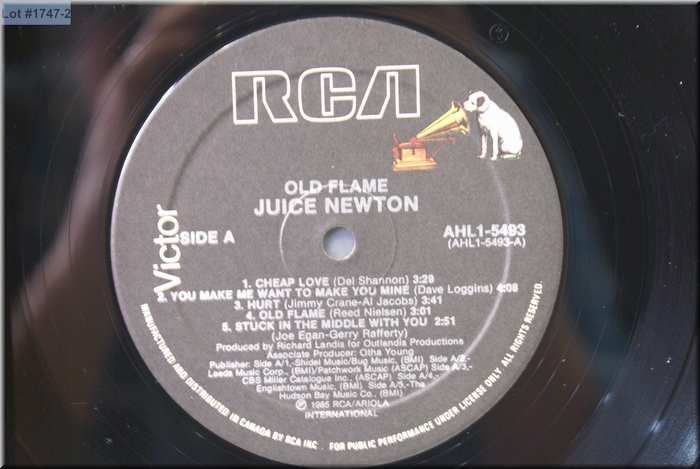 Lot #1747-2
RCA
OLD FLAME
JUICE NEWTON
Victor
SIDE A
AHL1-5493
(AHL1-5493-A)
1. CHEAP LOVE (Del Shannon) 3:29
2. YOU MAKE ME WANT TO MAKE YOU MINE (Dave Loggins) 4:08
3. HURT (Jimmy Crane-Al Jacobs) 3:41
4. OLD FLAME (Reed Nielsen) 3:01
5. STUCK IN THE MIDDLE WITH YOU 2:51
(Joe Egan-Gerry Rafferty)
Produced by Richard Landis for Outlandis Productions
Associate Producer: Otha Young
Publisher: Side A/1,-Shidel Music/Bug Music, (BMI) Side A/2,-
Leeds Music Corp., (BMI)/Patchwork Music (ASCAP) Side A/3,-
CBS Miller Catalogue Inc., (ASCAP) Side A/4,-
Englishtown Music, (BMI) Side A/5,-The
Hudson Bay Music Co., (BMI)
℗ 1985 RCA/ARIOLA
INTERNATIONAL
MANUFACTURED AND DISTRIBUTED IN CANADA BY RCA INC. . FOR PUBLIC PERFORMANCE UNDER LICENSE ONLY. ALL RIGHTS RESERVED.